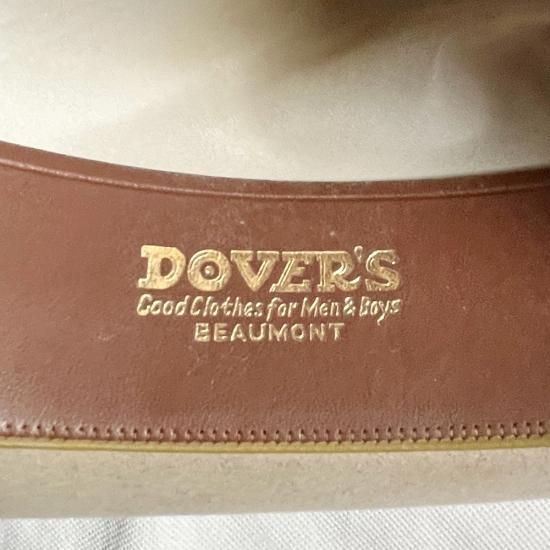 DOVER'S
Good Clothes for Men & Boys
BEAUMONT